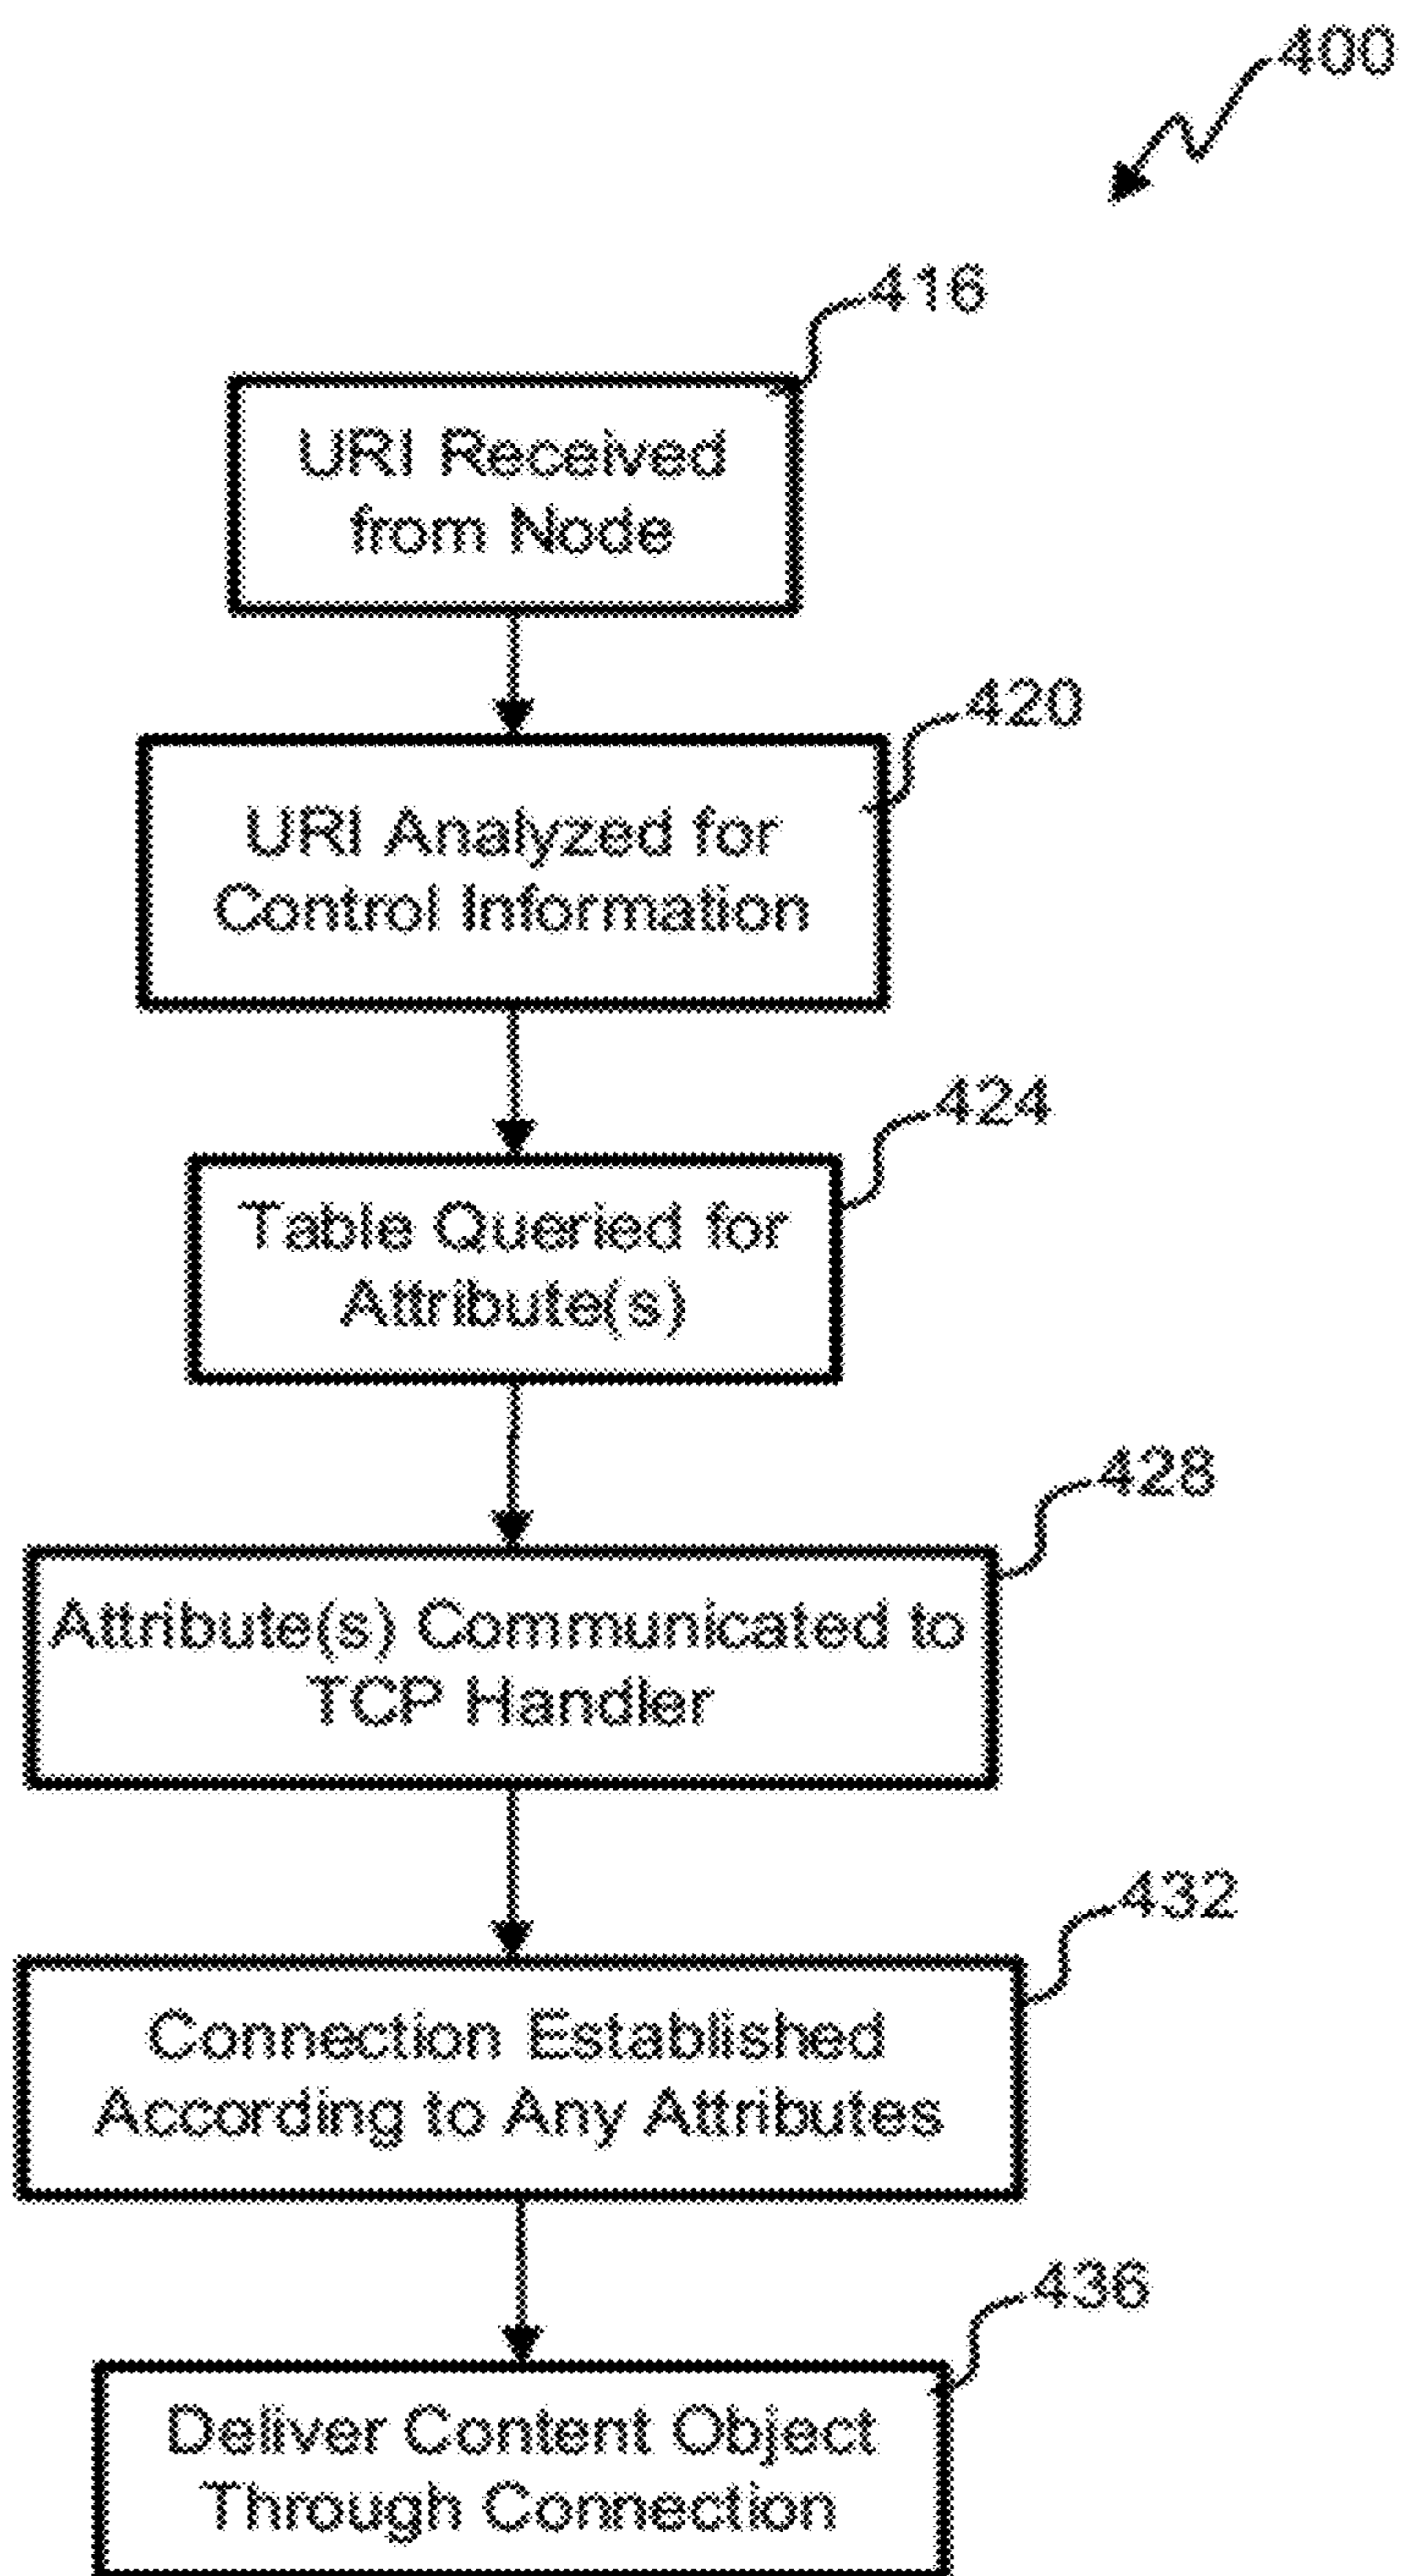 400
416
URI Received
from Node
420
URI Analyzed for
Control Information
424
Table Queried for
Attribute(s)
428
Attribute(s) Communicated to
TCP Handler
432
Connection Established
According to Any Attributes
436
Deliver Content Object
Through Connection